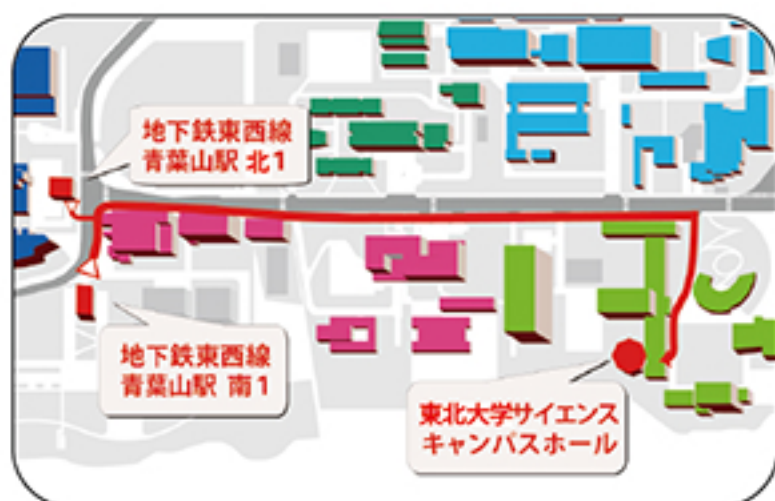 地下鉄東西線
青葉山駅 北1
地下鉄東西線
青葉山駅 南1
東北大学サイエンス
キャンパスホール